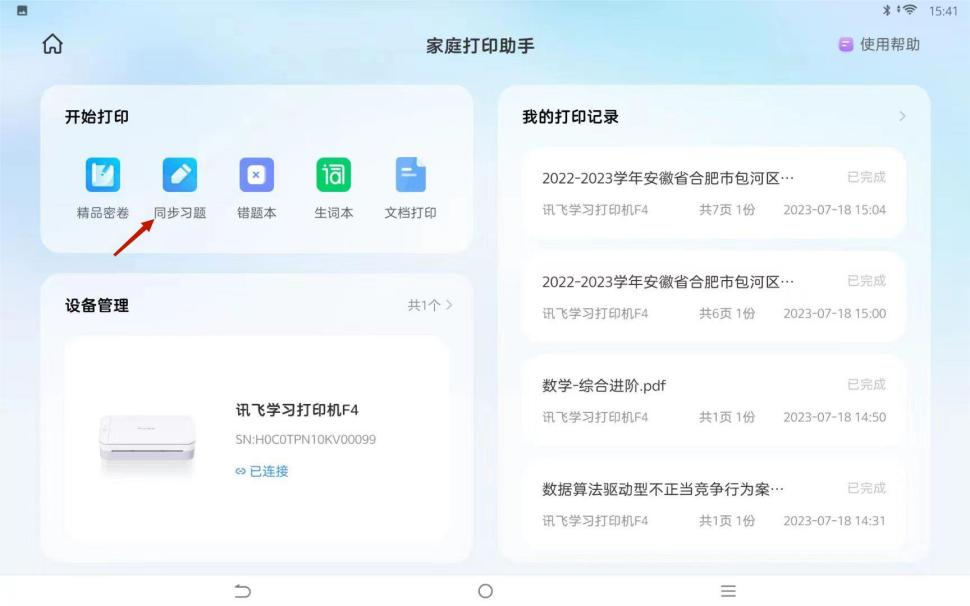 15:41
家庭打印助手
使用帮助
开始打印
精品密卷
同步习题
错题本
生词本
文档打印
设备管理
共1个
讯飞学习打印机F4
SN:H0C0TPN10KV00099
已连接
我的打印记录
2022-2023学年安徽省合肥市包河区…
已完成
讯飞学习打印机F4 共7页 1份 2023-07-18 15:04
2022-2023学年安徽省合肥市包河区…
已完成
讯飞学习打印机F4 共6页 1份 2023-07-18 15:00
数学-综合进阶.pdf
已完成
讯飞学习打印机F4 共1页 1份 2023-07-18 14:50
数据算法驱动型不正当竞争行为案…
已完成
讯飞学习打印机F4 共1页 1份 2023-07-18 14:31